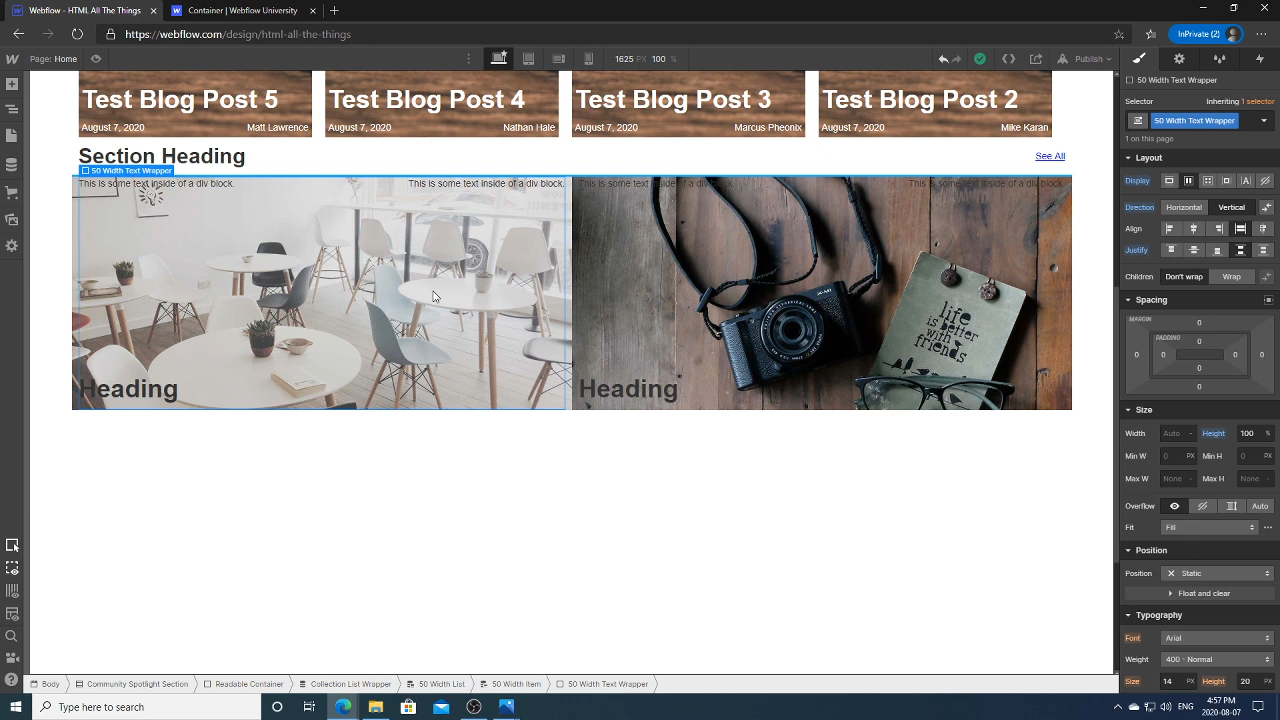 Webflow - HTML All The Things
Container | Webflow University
https://webflow.com/design/html-all-the-things
InPrivate (2)
Page: Home
1625 PX 100 %
Publish
Test Blog Post 5
August 7, 2020
Matt Lawrence
Test Blog Post 4
August 7, 2020
Nathan Hale
Test Blog Post 3
August 7, 2020
Marcus Pheonix
Test Blog Post 2
August 7, 2020
Mike Karan
Section Heading
See All
50 Width Text Wrapper
This is some text inside of a div block.
This is some text inside of a div block.
This is some text inside of a div block.
This is some text inside of a div block.
life
is better
with
friends
Heading
Heading
50 Width Text Wrapper
Selector
Inheriting 1 selector
50 Width Text Wrapper
1 on this page
Layout
Display
Direction Horizontal Vertical
Align
Justify
Children Don't wrap Wrap
Spacing
MARGIN
0
PADDING
0
0 0 0 0
0
0
Size
Width Auto - Height 100 %
Min W 0 PX Min H 0 PX
Max W None - Max H None -
Overflow Auto
Fit Fill
Position
Position Static
Float and clear
Typography
Font Arial
Weight 400 - Normal
Size 14 PX Height 20 PX
Body
Community Spotlight Section
Readable Container
Collection List Wrapper
50 Width List
50 Width Item
50 Width Text Wrapper
Type here to search
4:57 PM
2020-08-07